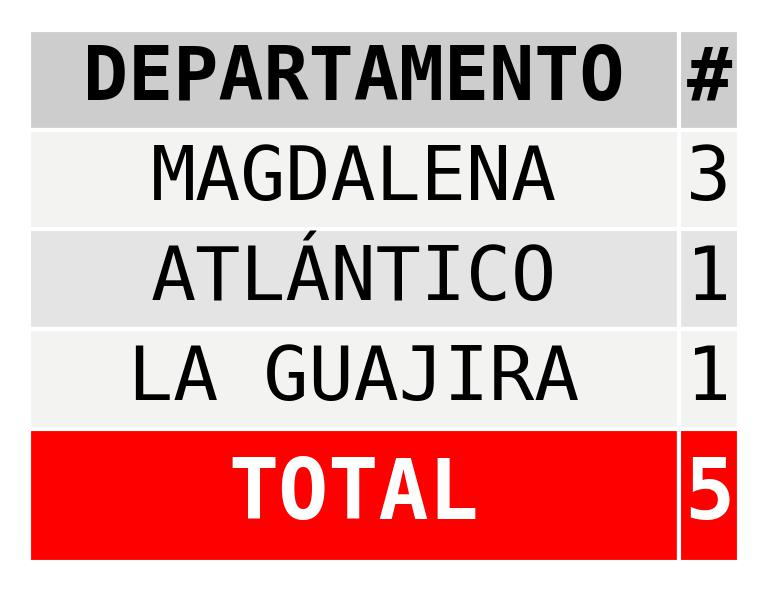 DEPARTAMENTO #
MAGDALENA 3
ATLÁNTICO 1
LA GUAJIRA 1
TOTAL 5